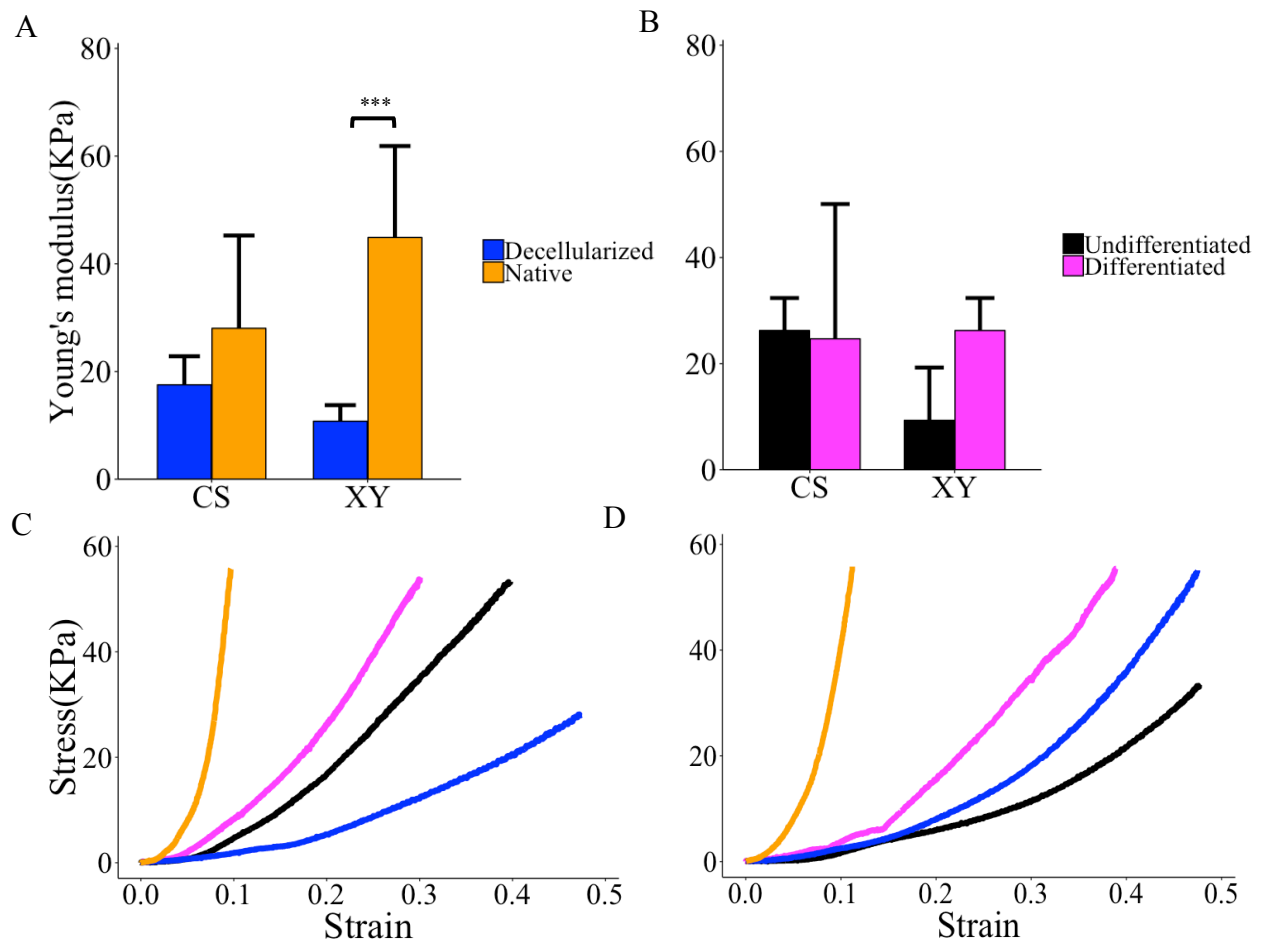 A
80
60
40
20
0
Young's modulus(KPa)
***
CS
XY
Decellularized
Native
B
80
60
40
20
0
CS
XY
Undifferentiated
Differentiated
C
60
40
20
0
Stress(KPa)
0.0
0.1
0.2
0.3
0.4
0.5
Strain
D
60
40
20
0
0.0
0.1
0.2
0.3
0.4
0.5
Strain